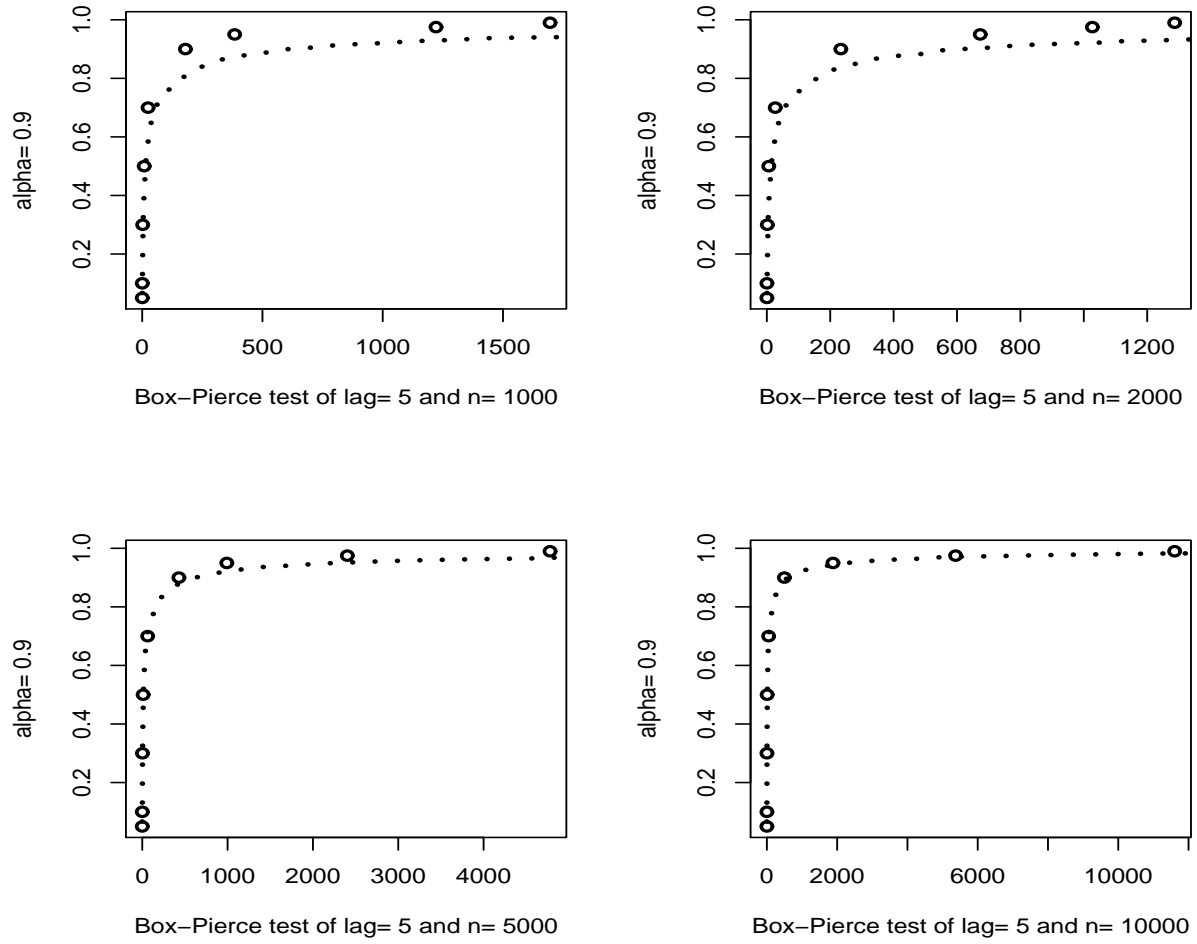 1.0
0.8
0.6
0.4
0.2
alpha= 0.9
0 500 1000 1500
Box−Pierce test of lag= 5 and n= 1000
1.0
0.8
0.6
0.4
0.2
alpha= 0.9
0 200 400 600 800 1200
Box−Pierce test of lag= 5 and n= 2000
1.0
0.8
0.6
0.4
0.2
alpha= 0.9
0 1000 2000 3000 4000
Box−Pierce test of lag= 5 and n= 5000
1.0
0.8
0.6
0.4
0.2
alpha= 0.9
0 2000 6000 10000
Box−Pierce test of lag= 5 and n= 10000